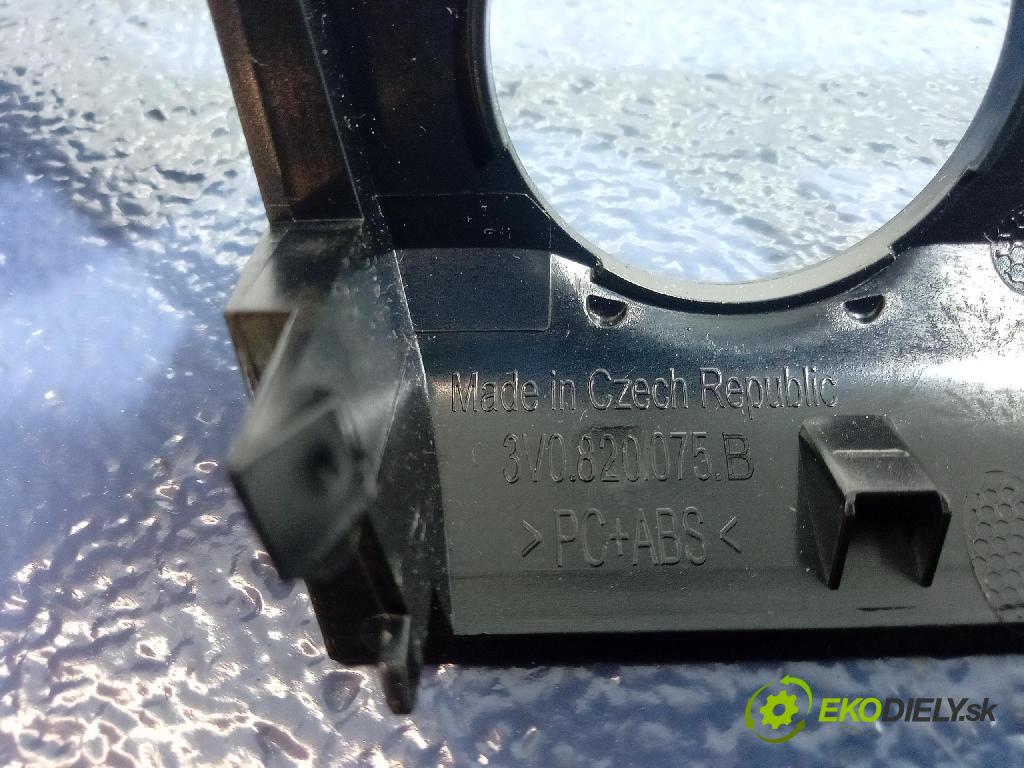 Made in Czech Republic
3V0.820.075.B
>PC+ABS<
EKODIELY.sk